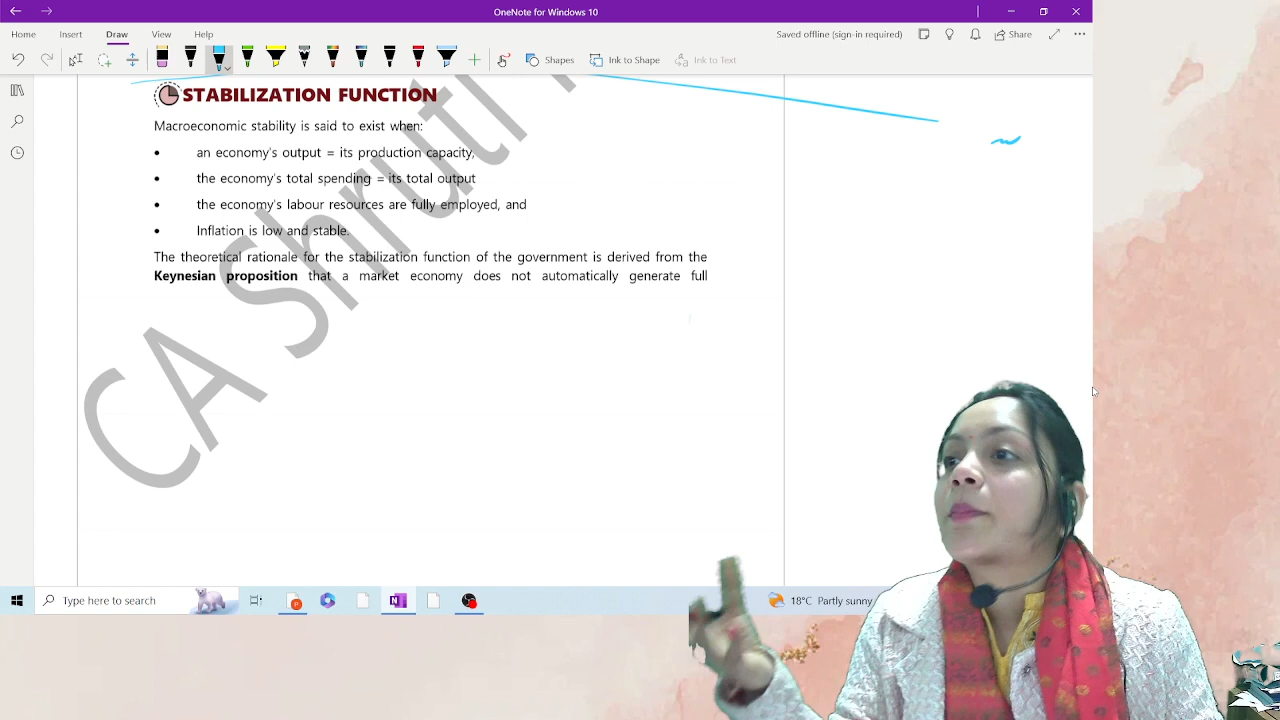 OneNote for Windows 10
Home Insert Draw View Help
Saved offline (sign-in required) Share
Shapes Ink to Shape Ink to Text
STABILIZATION FUNCTION
Macroeconomic stability is said to exist when:
• an economy's output = its production capacity,
• the economy's total spending = its total output
• the economy's labour resources are fully employed, and
• Inflation is low and stable.
The theoretical rationale for the stabilization function of the government is derived from the
Keynesian proposition that a market economy does not automatically generate full
CA Shruti
Type here to search
18°C Partly sunny